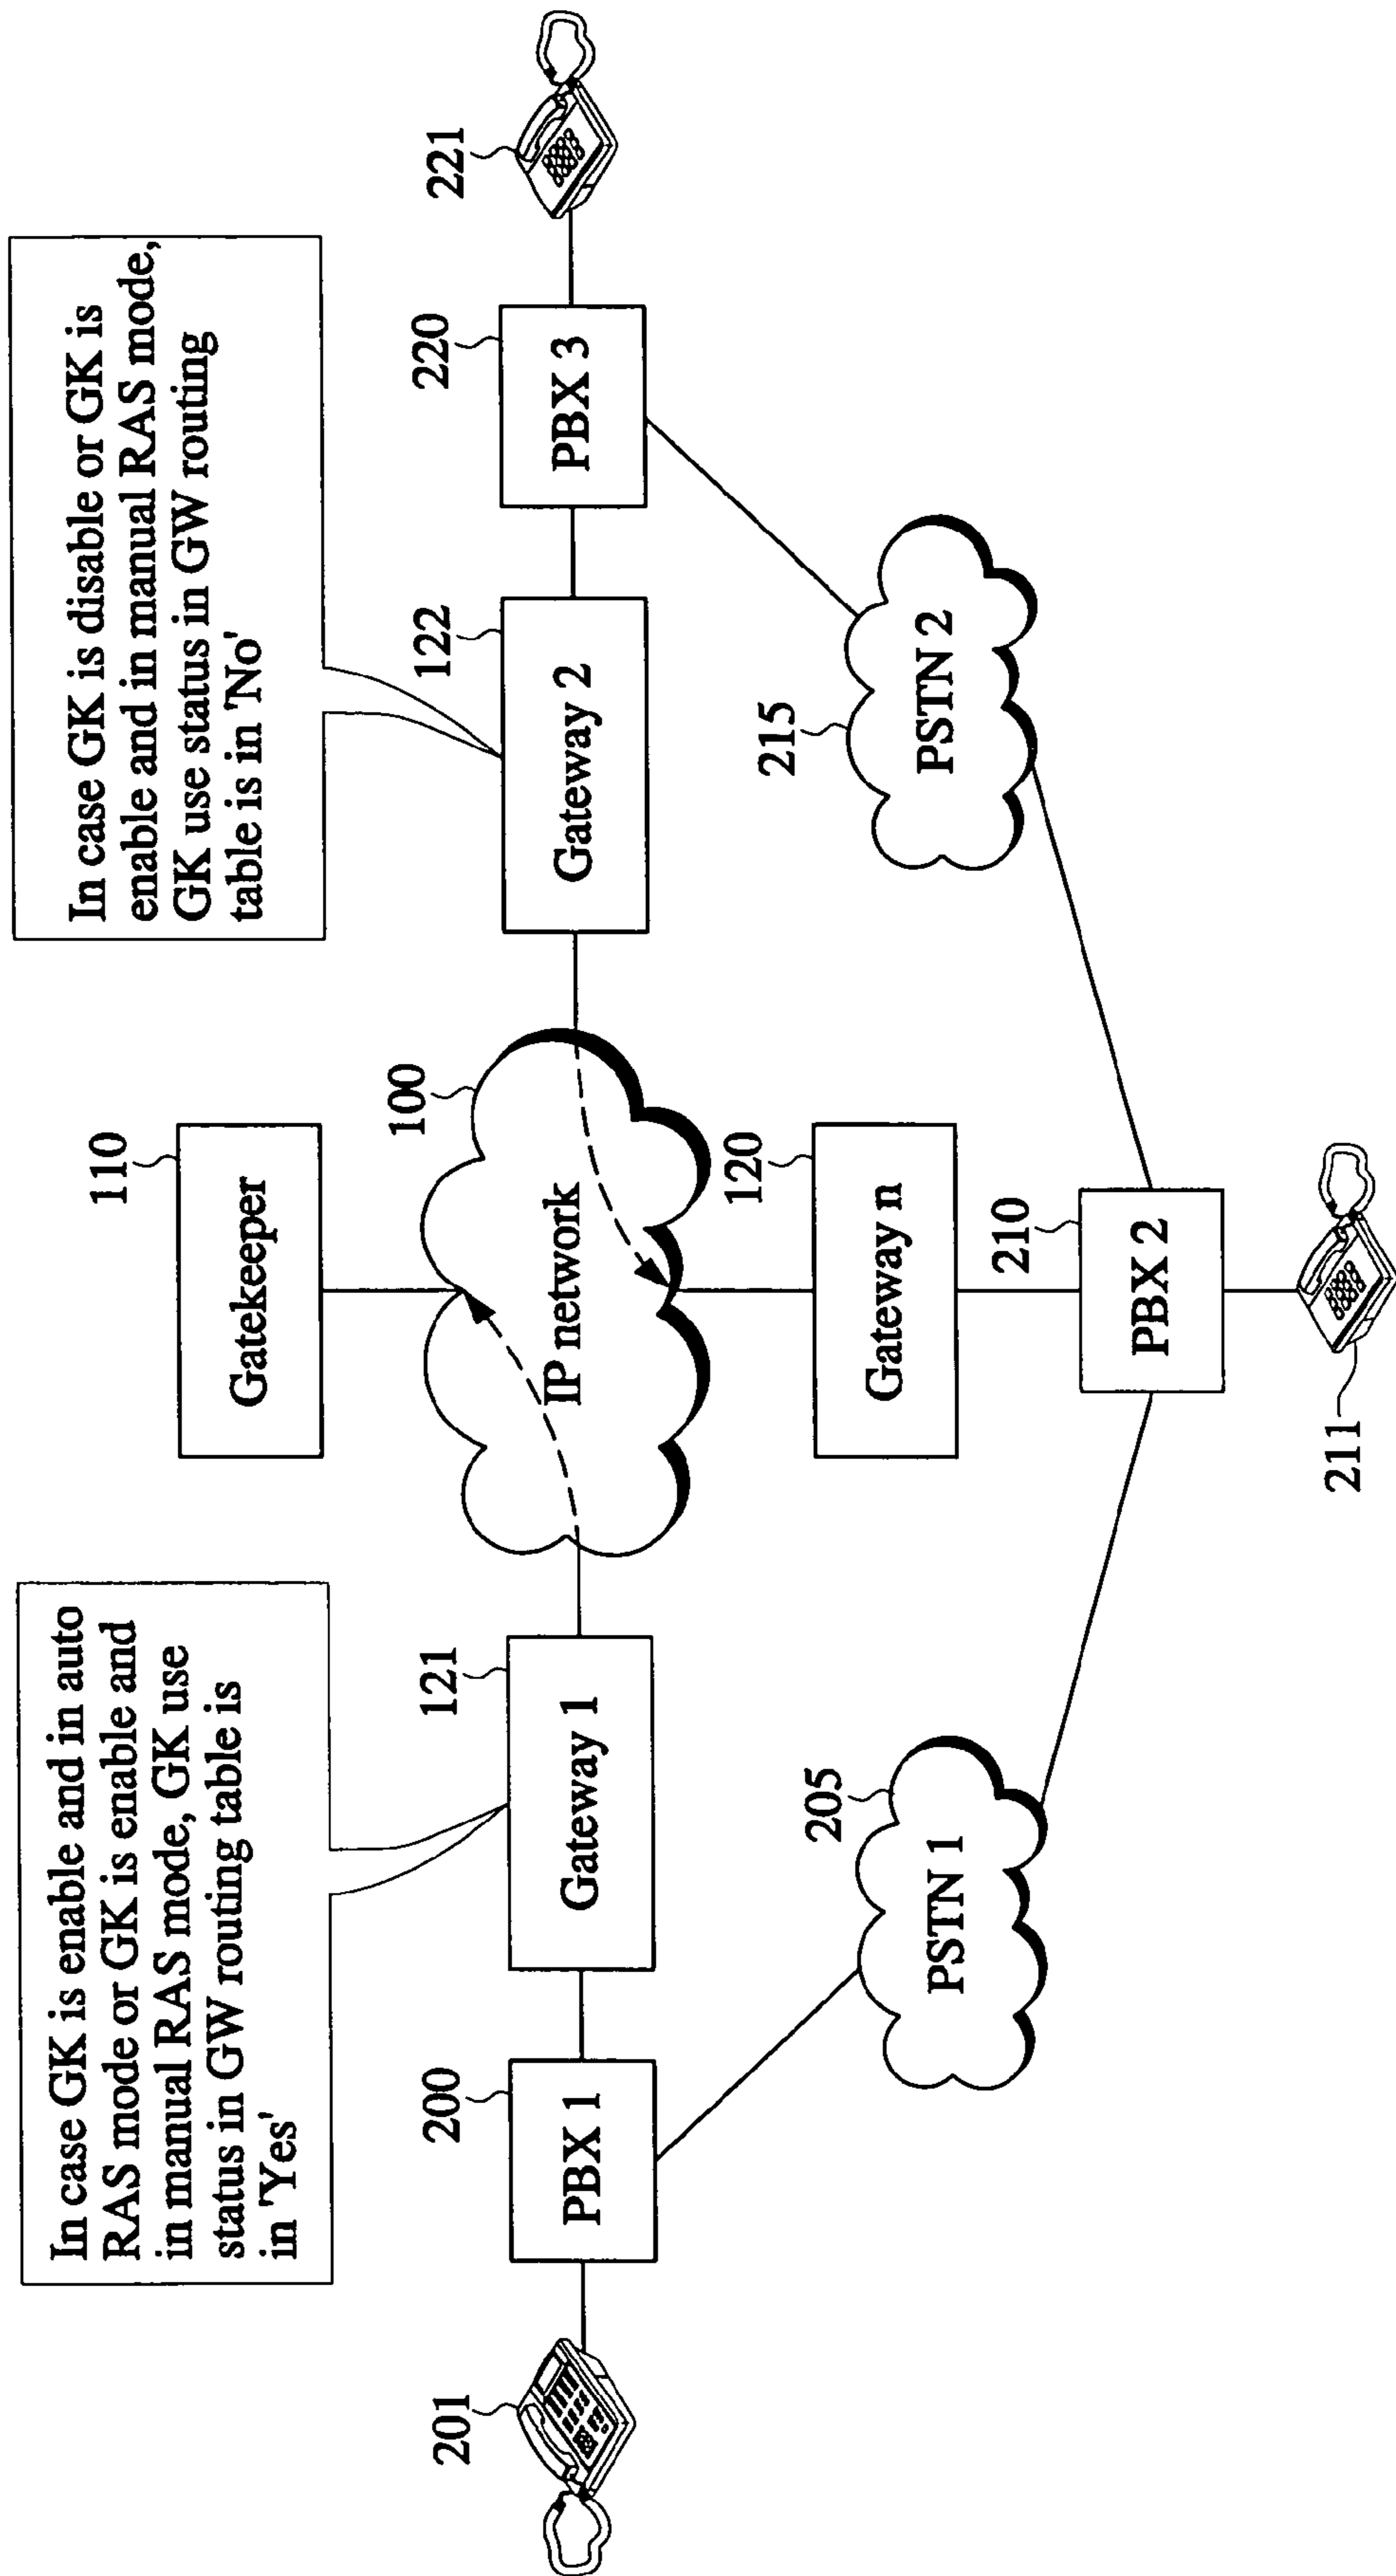 In case GK is enable and in auto
RAS mode or GK is enable and
in manual RAS mode, GK use
status in GW routing table is
in 'Yes'
In case GK is disable or GK is
enable and in manual RAS mode,
GK use status in GW routing
table is in 'No'
110
Gatekeeper
201
200
PBX 1
121
Gateway 1
100
IP network
122
Gateway 2
220
PBX 3
221
120
Gateway n
205
PSTN 1
215
PSTN 2
210
PBX 2
211